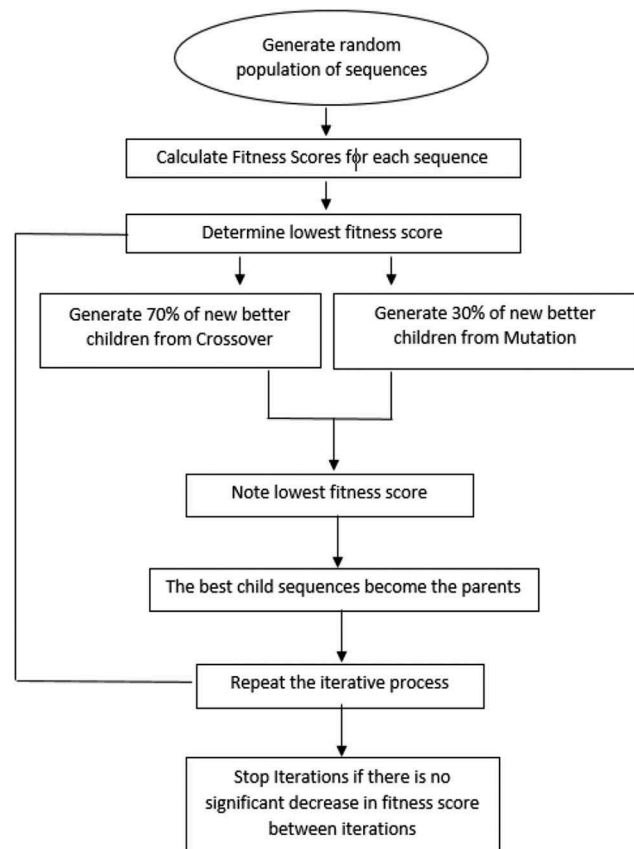 Generate random
population of sequences
Calculate Fitness Scores for each sequence
Determine lowest fitness score
Generate 70% of new better
children from Crossover
Generate 30% of new better
children from Mutation
Note lowest fitness score
The best child sequences become the parents
Repeat the iterative process
Stop Iterations if there is no
significant decrease in fitness score
between iterations